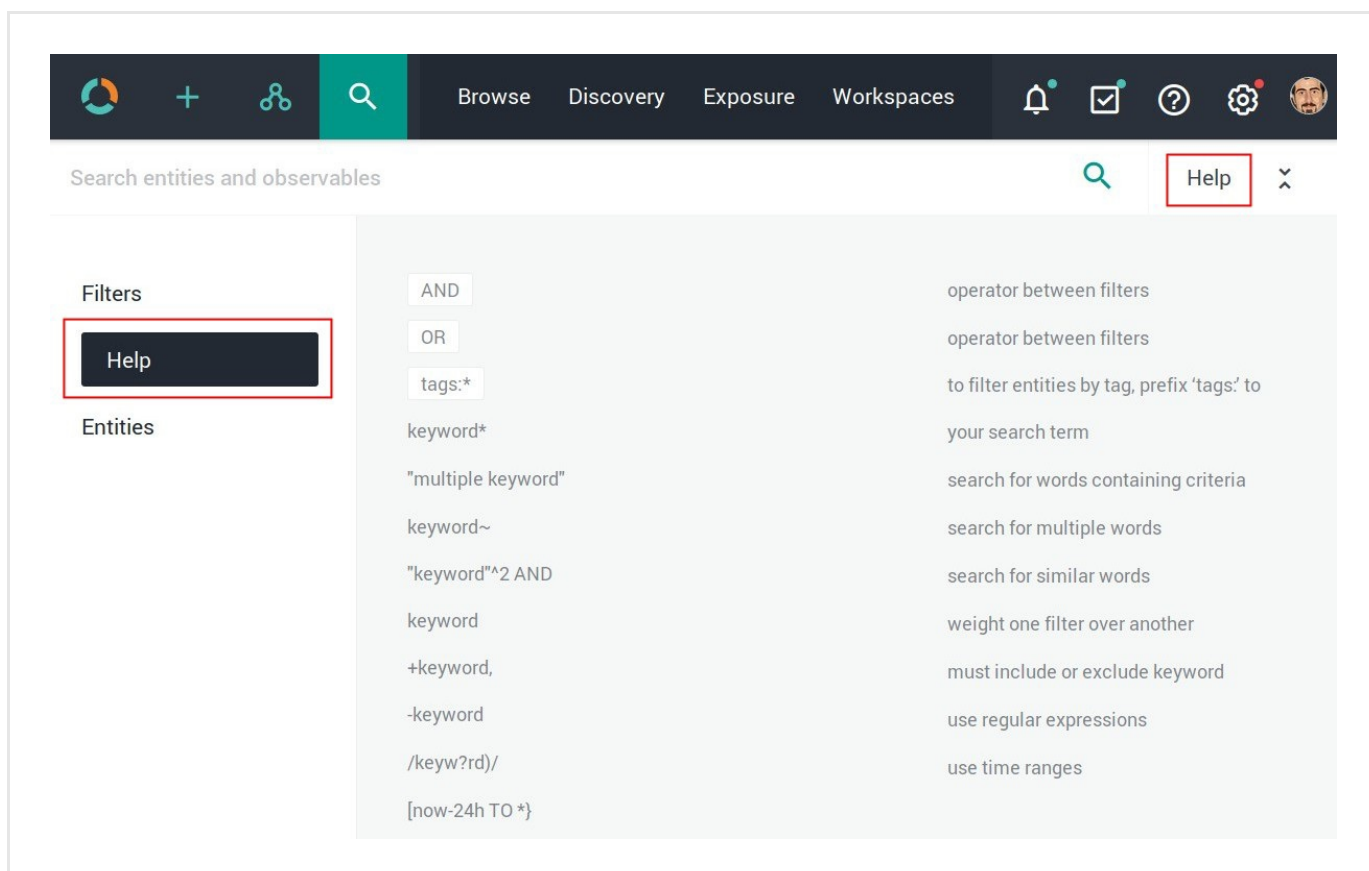 Browse Discovery Exposure Workspaces
Search entities and observables
Help
Filters
Help
Entities
AND
OR
tags:*
keyword*
"multiple keyword"
keyword~
"keyword"^2 AND
keyword
+keyword,
-keyword
/keyw?rd)/
[now-24h TO *}
operator between filters
operator between filters
to filter entities by tag, prefix ‘tags:’ to
your search term
search for words containing criteria
search for multiple words
search for similar words
weight one filter over another
must include or exclude keyword
use regular expressions
use time ranges